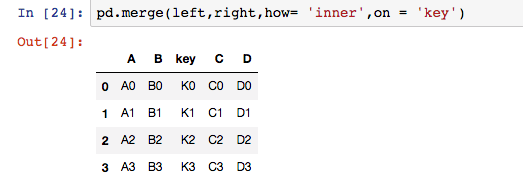 In [24]: pd.merge(left,right,how= 'inner',on = 'key')
Out[24]:
A B key C D
0 A0 B0 K0 C0 D0
1 A1 B1 K1 C1 D1
2 A2 B2 K2 C2 D2
3 A3 B3 K3 C3 D3